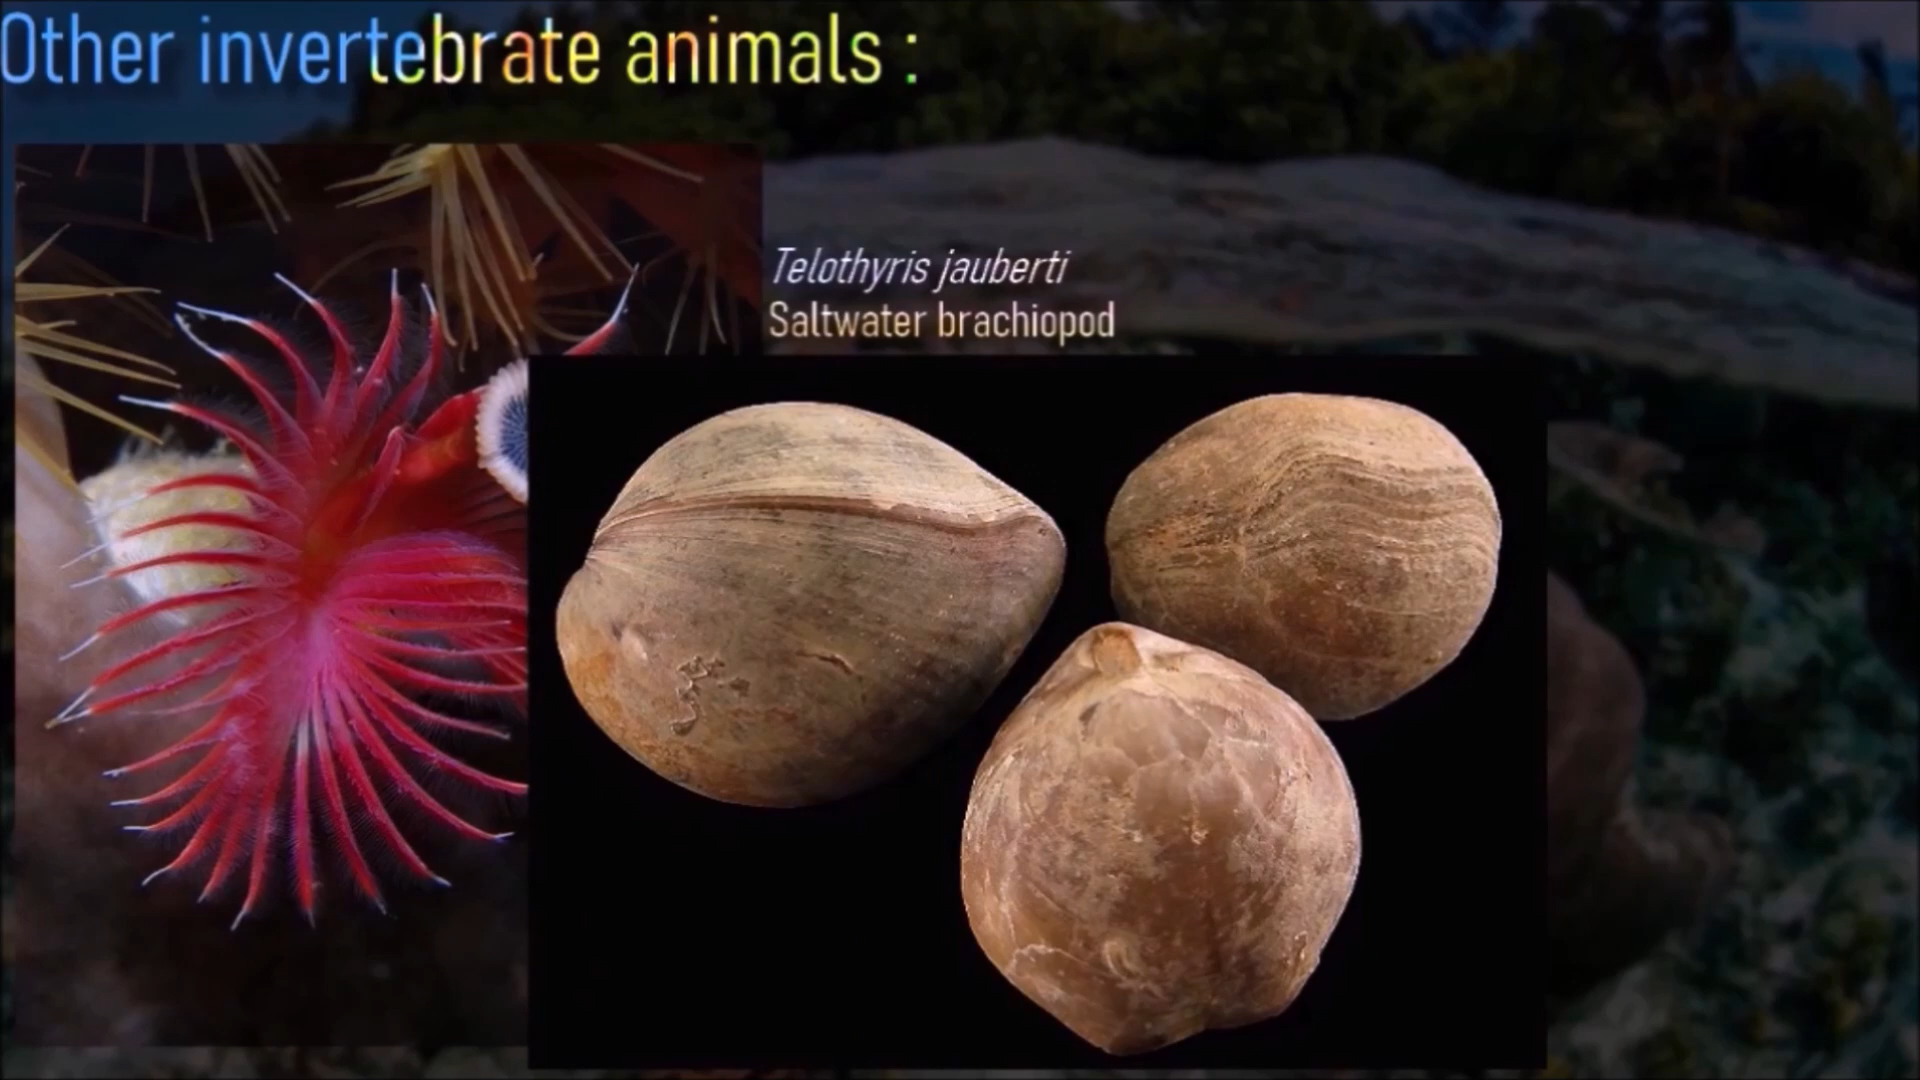 Other invertebrate animals :
Telothyris jauberti
Saltwater brachiopod